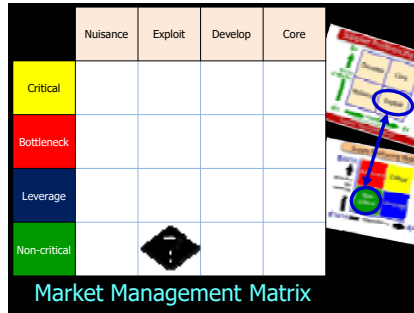 Nuisance Exploit Develop Core
Critical
Bottleneck
Leverage
Non-critical
Market Management Matrix